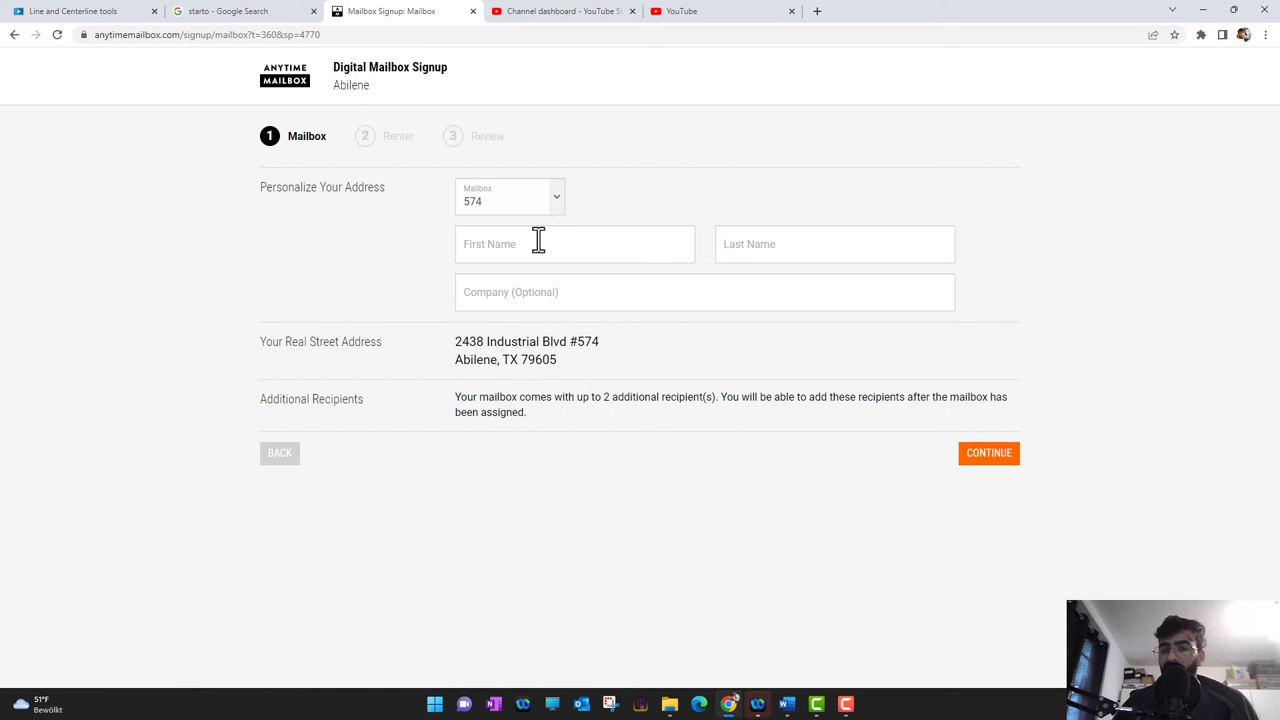 Line and Centerline tools
starto - Google Search
Mailbox Signup: Mailbox
Channel dashboard - YouTube St
YouTube
anytimemailbox.com/signup/mailbox?t=360&sp=4770
ANYTIME
MAILBOX
Digital Mailbox Signup
Abilene
1 Mailbox
2 Renter
3 Review
Personalize Your Address
Mailbox
574
First Name
Last Name
Company (Optional)
Your Real Street Address
2438 Industrial Blvd #574
Abilene, TX 79605
Additional Recipients
Your mailbox comes with up to 2 additional recipient(s). You will be able to add these recipients after the mailbox has
been assigned.
BACK
CONTINUE
51°F
Bewölkt